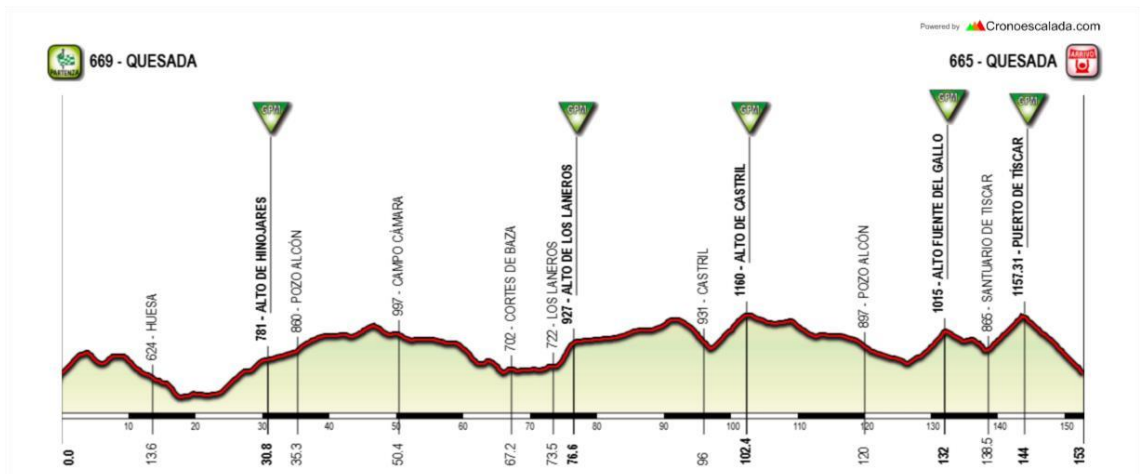 Powered by Cronoescalada.com
PARTENZA
669 - QUESADA
665 - QUESADA
ARRIVO
GPM
GPM
GPM
GPM
GPM
624 - HUESA
781 - ALTO DE HINOJARES
860 - POZO ALCÓN
997 - CAMPO CÁMARA
702 - CORTES DE BAZA
722 - LOS LANEROS
927 - ALTO DE LOS LANEROS
931 - CASTRIL
1160 - ALTO DE CASTRIL
897 - POZO ALCÓN
1015 - ALTO FUENTE DEL GALLO
865 - SANTUARIO DE TISCAR
1157.31 - PUERTO DE TÍSCAR
10 20 30 40 50 60 70 80 90 100 110 120 130 140 150
0.0 13.6 30.8 35.3 50.4 67.2 73.5 76.6 96 102.4 120 132 138.5 144 153